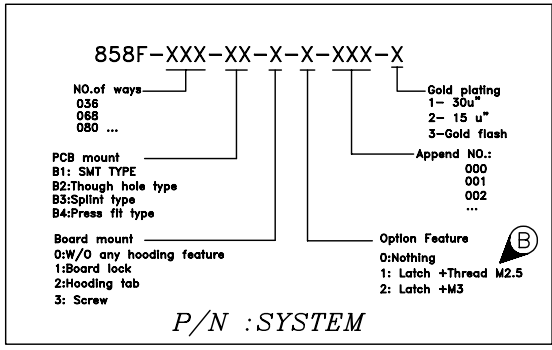 858F-XXX-XX-X-X-XXX-X
NO.of ways
036
068
080 ...
PCB mount
B1: SMT TYPE
B2:Though hole type
B3:Splint type
B4:Press fit type
Board mount
0:W/O any hooding feature
1:Board lock
2:Hooding tab
3: Screw
Gold plating
1- 30u"
2- 15 u"
3-Gold flash
Append NO.:
000
001
002
...
Option Feature
0:Nothing
1: Latch +Thread M2.5
2: Latch +M3
B
P/N :SYSTEM